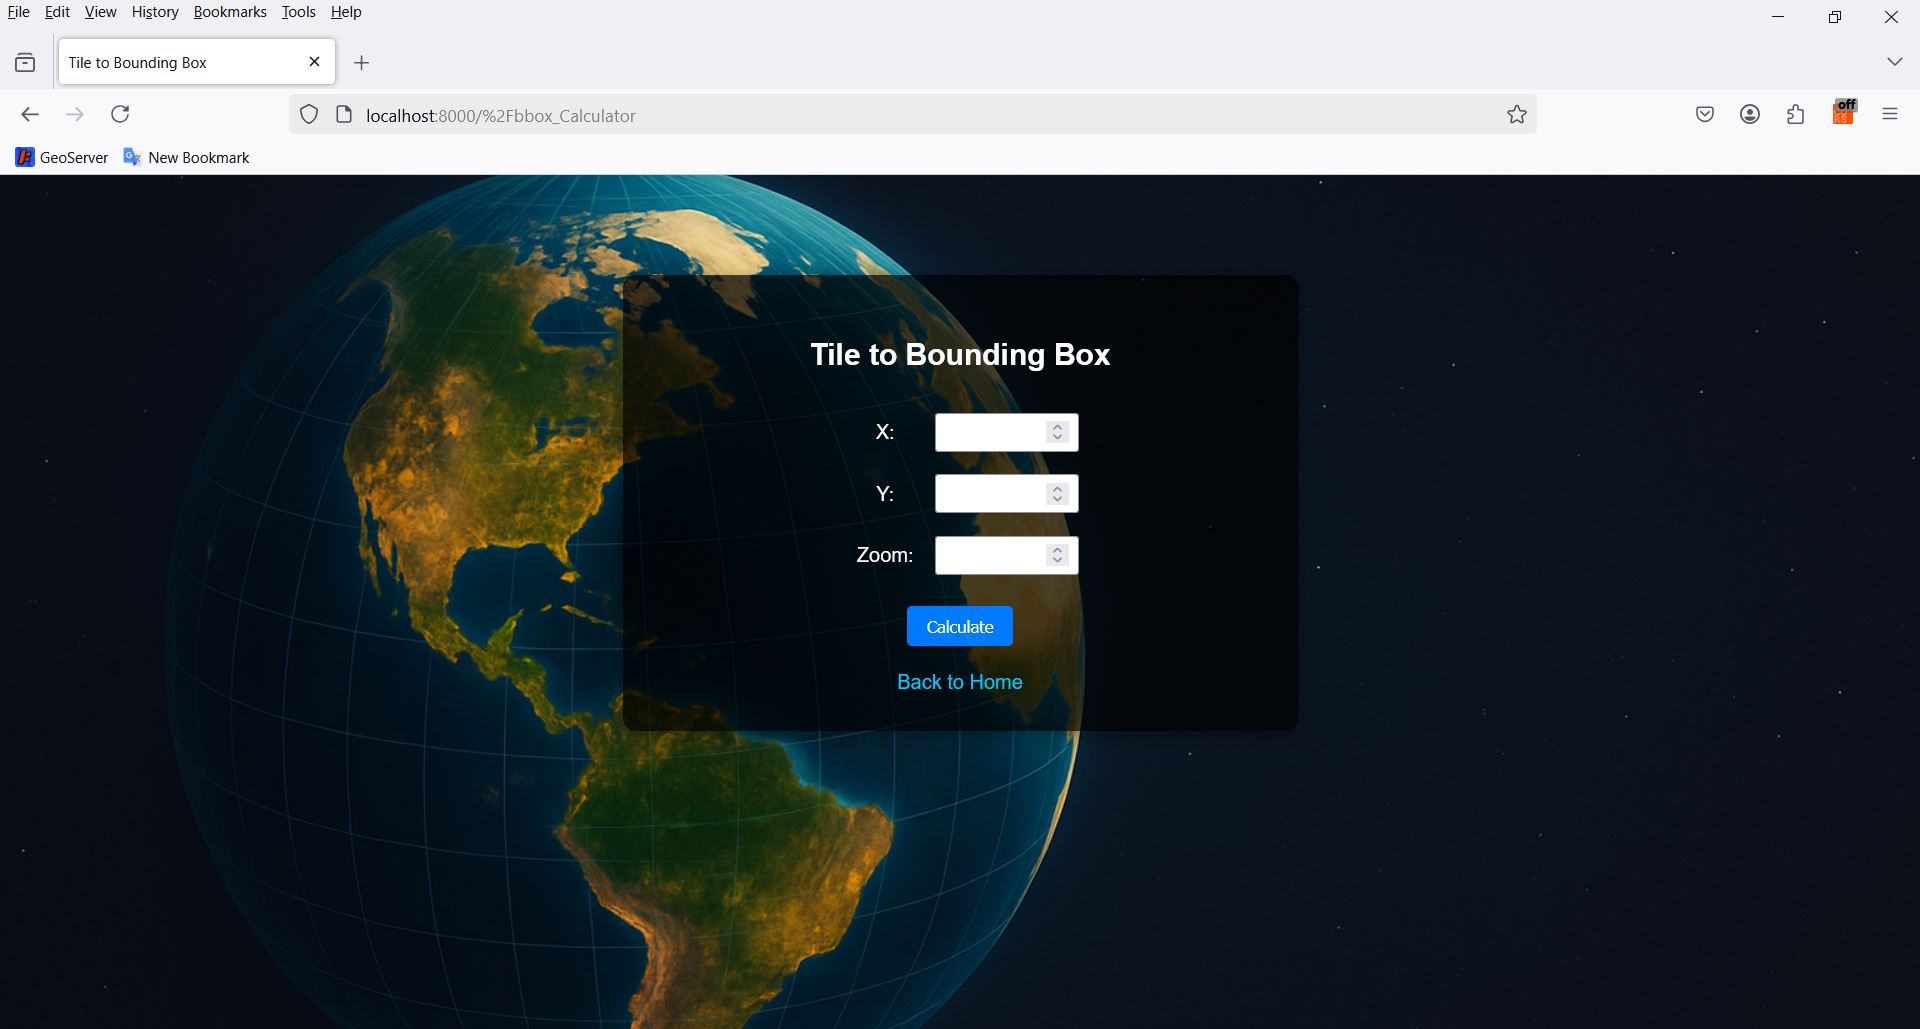 File Edit View History Bookmarks Tools Help
Tile to Bounding Box
off
localhost:8000/%2Fbbox_Calculator
RS
GeoServer New Bookmark
Tile to Bounding Box
X:
Y:
Zoom:
Calculate
Back to Home